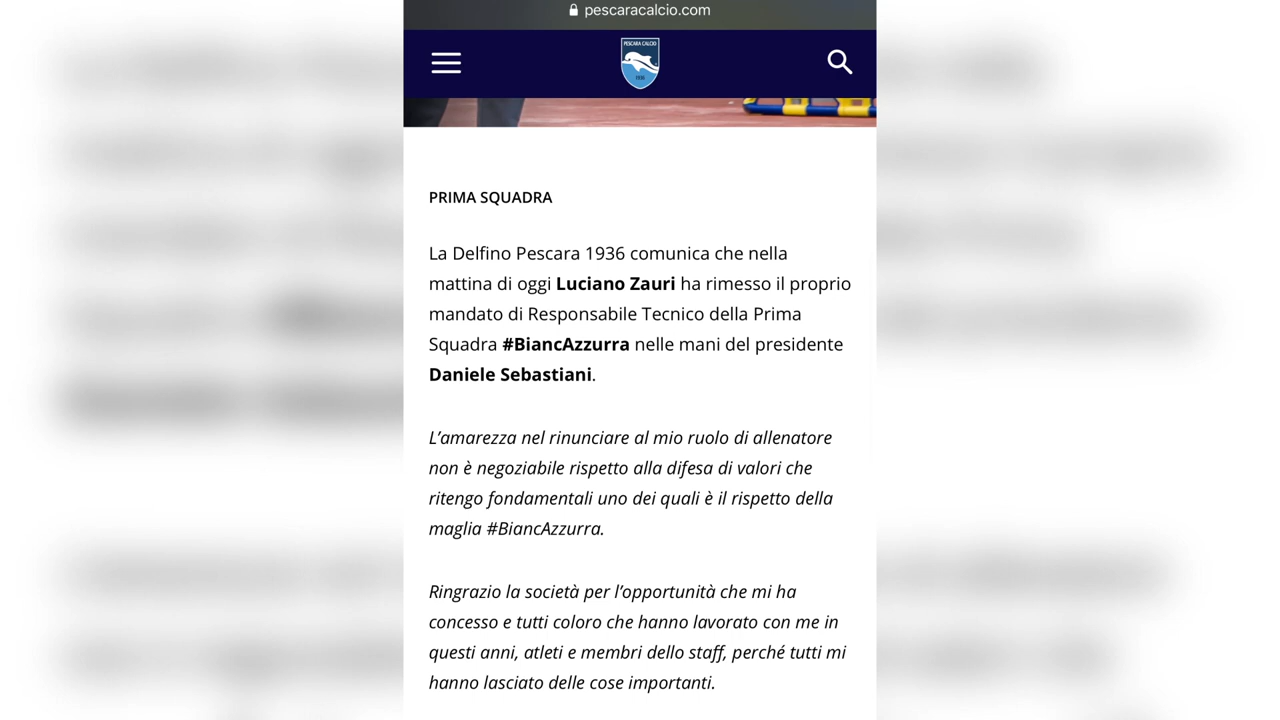 pescaracalcio.com
PESCARA CALCIO
1936
PRIMA SQUADRA
La Delfino Pescara 1936 comunica che nella
mattina di oggi Luciano Zauri ha rimesso il proprio
mandato di Responsabile Tecnico della Prima
Squadra #BiancAzzurra nelle mani del presidente
Daniele Sebastiani.
L’amarezza nel rinunciare al mio ruolo di allenatore
non è negoziabile rispetto alla difesa di valori che
ritengo fondamentali uno dei quali è il rispetto della
maglia #BiancAzzurra.
Ringrazio la società per l’opportunità che mi ha
concesso e tutti coloro che hanno lavorato con me in
questi anni, atleti e membri dello staff, perché tutti mi
hanno lasciato delle cose importanti.